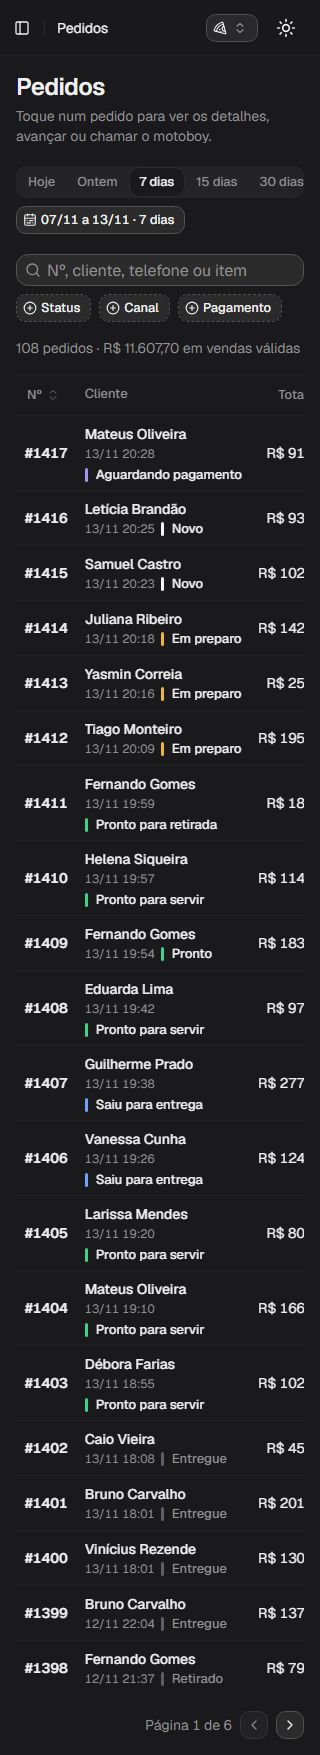 Pedidos
Pedidos
Toque num pedido para ver os detalhes,
avançar ou chamar o motoboy.
Hoje Ontem 7 dias 15 dias 30 dias
07/11 a 13/11 · 7 dias
Nº, cliente, telefone ou item
Status Canal Pagamento
108 pedidos · R$ 11.607,70 em vendas válidas
Nº Cliente Tota
Mateus Oliveira
#1417 13/11 20:28 R$ 91
Aguardando pagamento
Letícia Brandão
#1416 13/11 20:25 Novo R$ 93
Samuel Castro
#1415 13/11 20:23 Novo R$ 102
Juliana Ribeiro
#1414 13/11 20:18 Em preparo R$ 142
Yasmin Correia
#1413 13/11 20:16 Em preparo R$ 25
Tiago Monteiro
#1412 13/11 20:09 Em preparo R$ 195
Fernando Gomes
#1411 13/11 19:59 R$ 18
Pronto para retirada
Helena Siqueira
#1410 13/11 19:57 R$ 114
Pronto para servir
Fernando Gomes
#1409 13/11 19:54 Pronto R$ 183
Eduarda Lima
#1408 13/11 19:42 R$ 97
Pronto para servir
Guilherme Prado
#1407 13/11 19:38 R$ 277
Saiu para entrega
Vanessa Cunha
#1406 13/11 19:26 R$ 124
Saiu para entrega
Larissa Mendes
#1405 13/11 19:20 R$ 80
Pronto para servir
Mateus Oliveira
#1404 13/11 19:10 R$ 166
Pronto para servir
Débora Farias
#1403 13/11 18:55 R$ 102
Pronto para servir
Caio Vieira
#1402 13/11 18:08 Entregue R$ 45
Bruno Carvalho
#1401 13/11 18:01 Entregue R$ 201
Vinícius Rezende
#1400 13/11 18:01 Entregue R$ 130
Bruno Carvalho
#1399 12/11 22:04 Entregue R$ 137
Fernando Gomes
#1398 12/11 21:37 Retirado R$ 79
Página 1 de 6